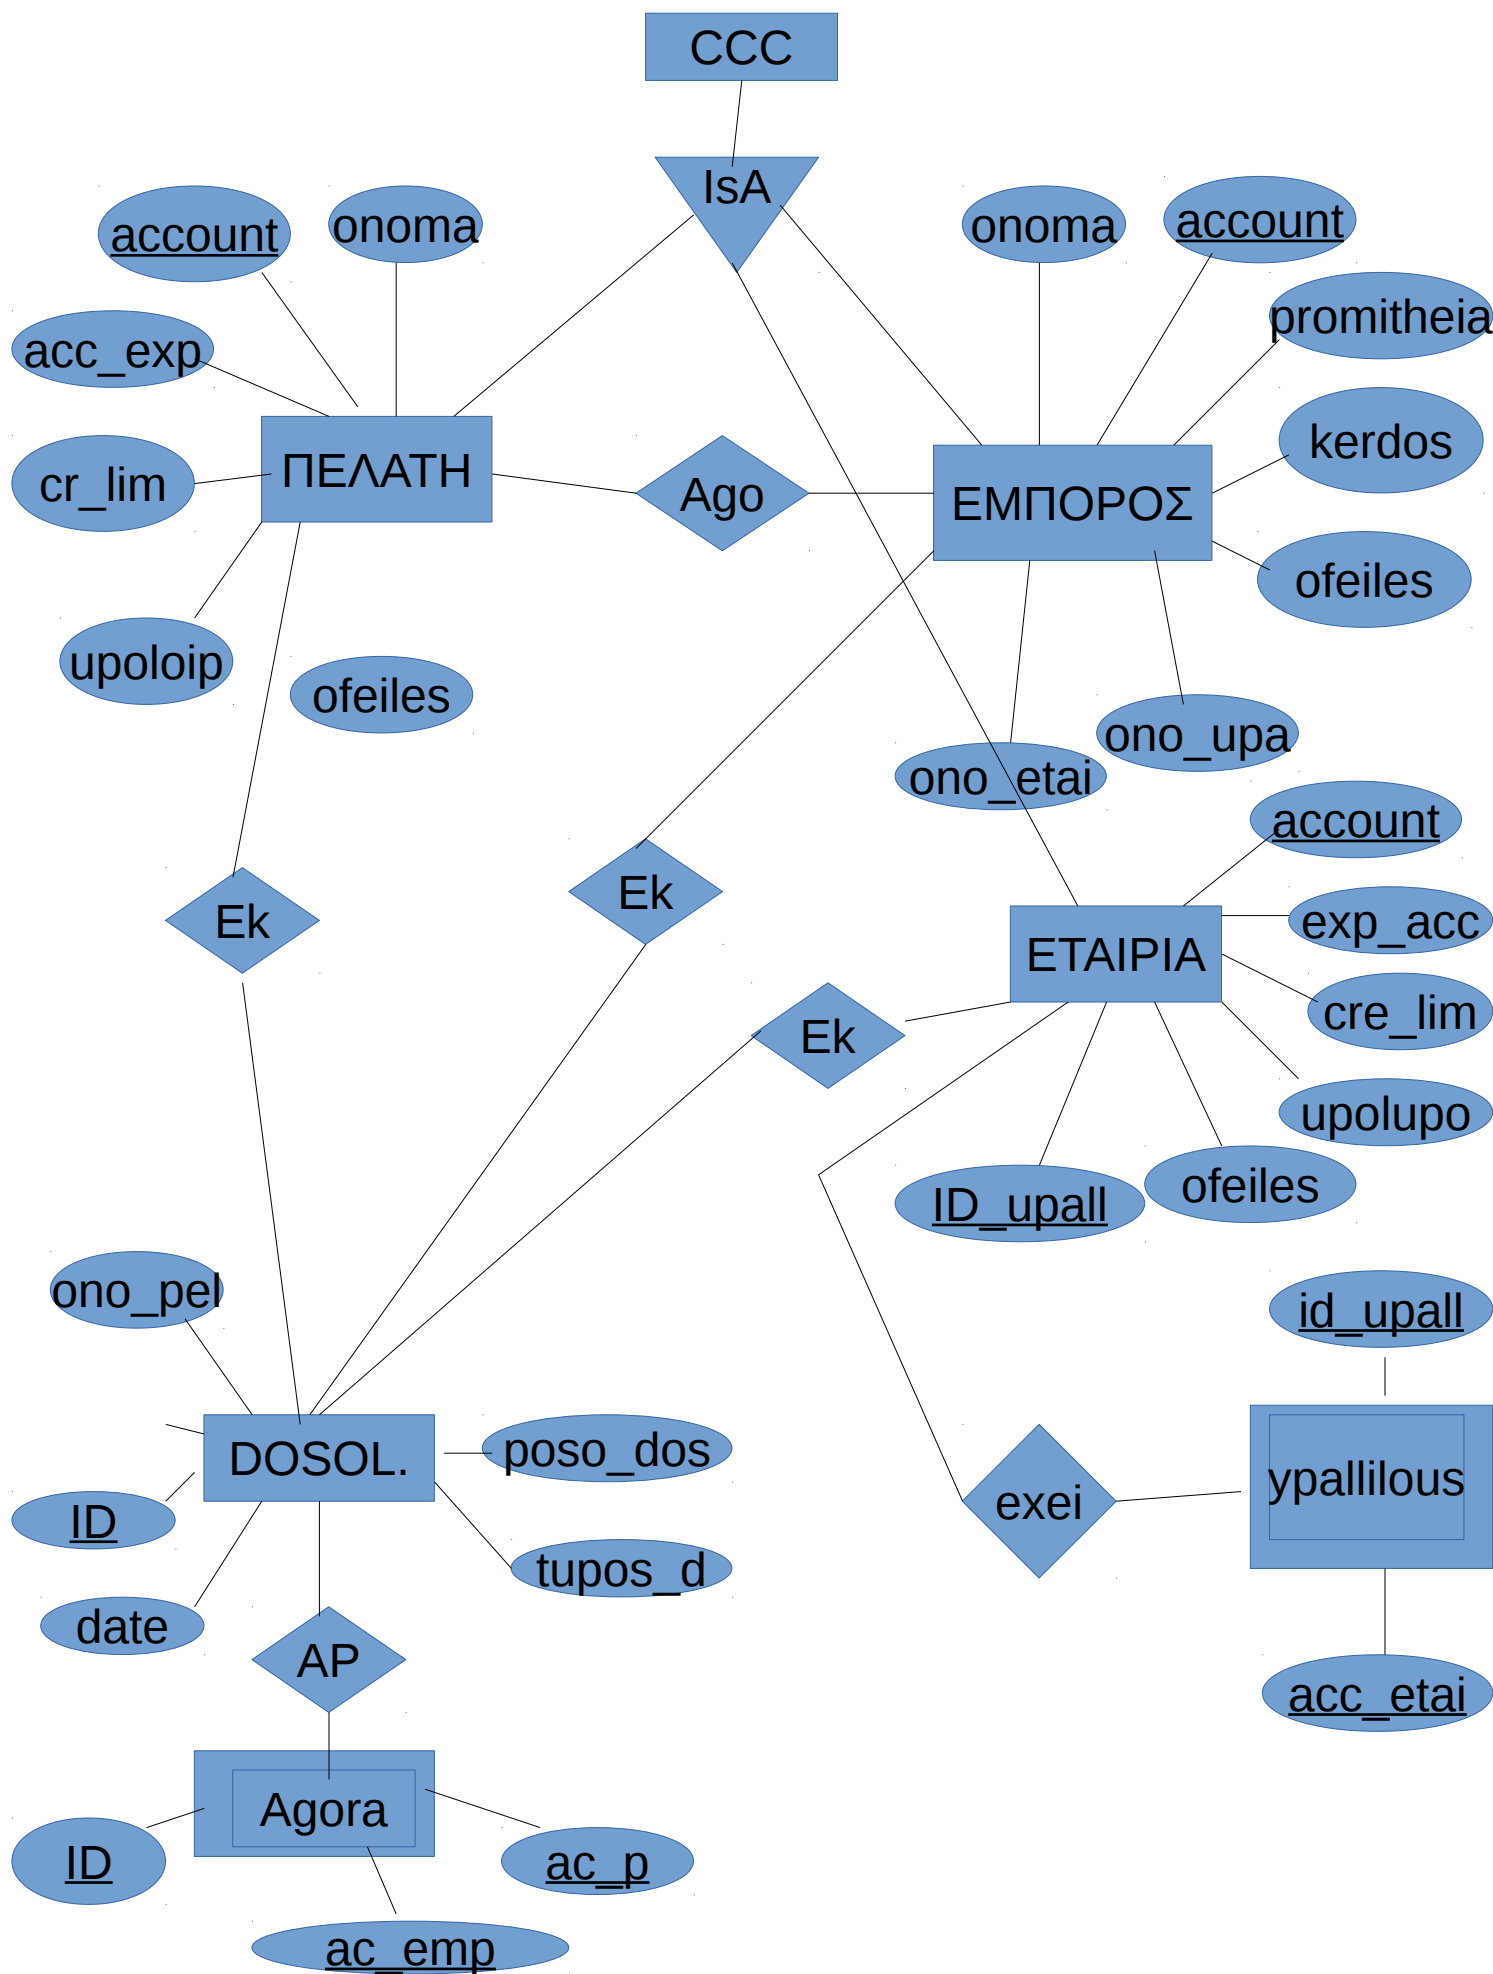 CCC
IsA
account
onoma
onoma
account
promitheia
acc_exp
kerdos
ΠΕΛΑΤΗ
cr_lim
Ago
ΕΜΠΟΡΟΣ
ofeiles
upoloip
ofeiles
ono_upa
ono_etai
account
Ek
Ek
exp_acc
ΕΤΑΙΡΙΑ
cre_lim
Ek
upolupo
ID_upall
ofeiles
ono_pel
id_upall
DOSOL.
poso_dos
ypallilous
exei
ID
tupos_d
date
AP
acc_etai
Agora
ID
ac_p
ac_emp